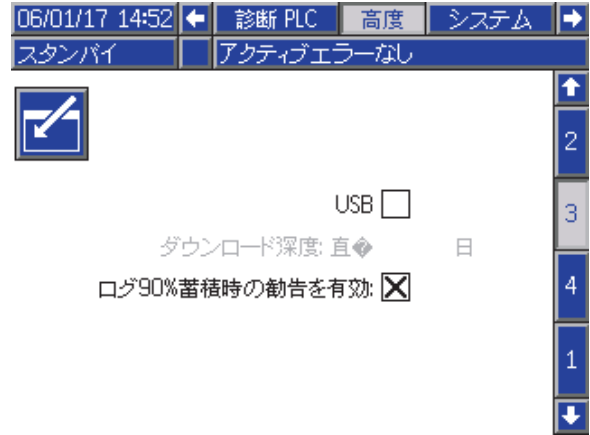 06/01/17 14:52 診断 PLC 高度 システム
スタンバイ アクティブエラーなし
2
USB
3
ダウンロード深度: 直� 日
ログ90%蓄積時の勧告を有効:
4
1